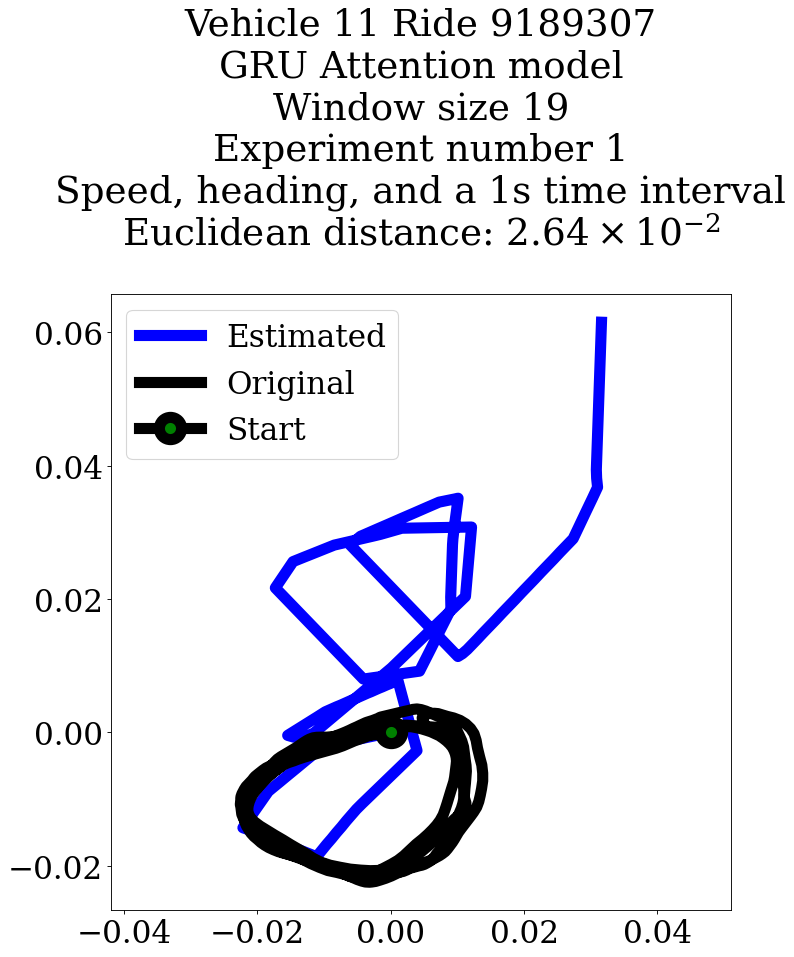 Vehicle 11 Ride 9189307
GRU Attention model
Window size 19
Experiment number 1
Speed, heading, and a 1s time interval
Euclidean distance: 2.64 × 10⁻²
Estimated
Original
Start
0.06
0.04
0.02
0.00
−0.02
−0.04
−0.02
0.00
0.02
0.04